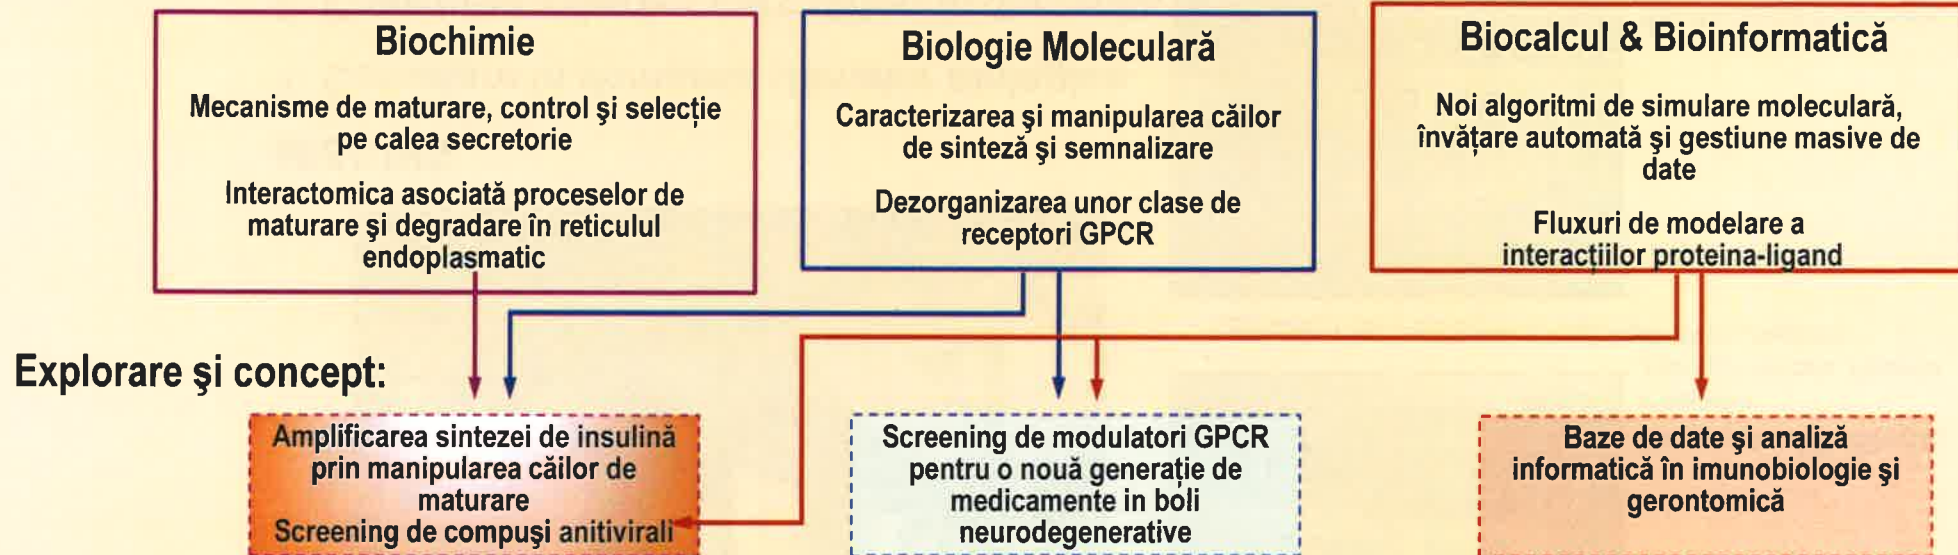 Biochimie
Mecanisme de maturare, control şi selecţie
pe calea secretorie
Interactomica asociată proceselor de
maturare şi degradare în reticulul
endoplasmatic
Biologie Moleculară
Caracterizarea şi manipularea căilor
de sinteză şi semnalizare
Dezorganizarea unor clase de
receptori GPCR
Biocalcul & Bioinformatică
Noi algoritmi de simulare moleculară,
învăţare automată şi gestiune masive de
date
Fluxuri de modelare a
interacţiilor proteina-ligand
Explorare şi concept:
Amplificarea sintezei de insulină
prin manipularea căilor de
maturare
Screening de compuşi anitivirali
Screening de modulatori GPCR
pentru o nouă generaţie de
medicamente in boli
neurodegenerative
Baze de date şi analiză
informatică în imunobiologie şi
gerontomică